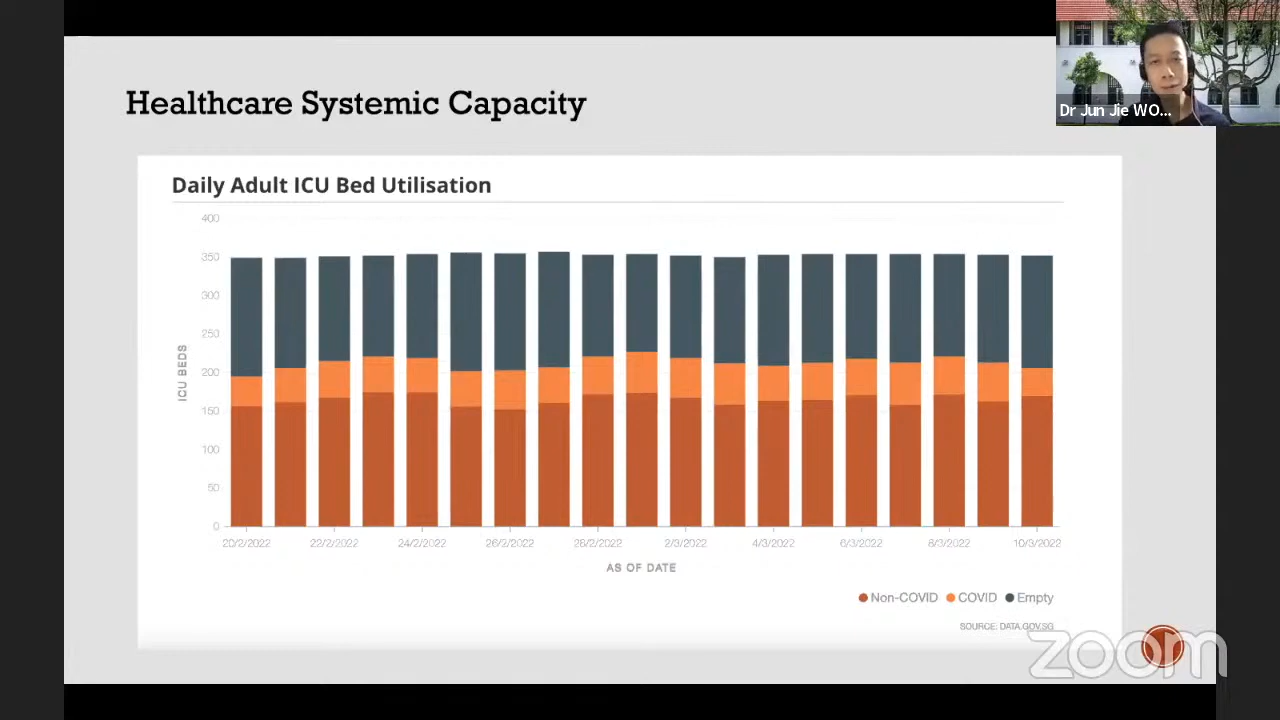 Healthcare Systemic Capacity
Dr Jun Jie WO...
Daily Adult ICU Bed Utilisation
400
350
300
250
200
150
100
50
0
ICU BEDS
20/2/2022 22/2/2022 24/2/2022 26/2/2022 28/2/2022 2/3/2022 4/3/2022 6/3/2022 8/3/2022 10/3/2022
AS OF DATE
Non-COVID COVID Empty
SOURCE: DATA.GOV.SG
zoom